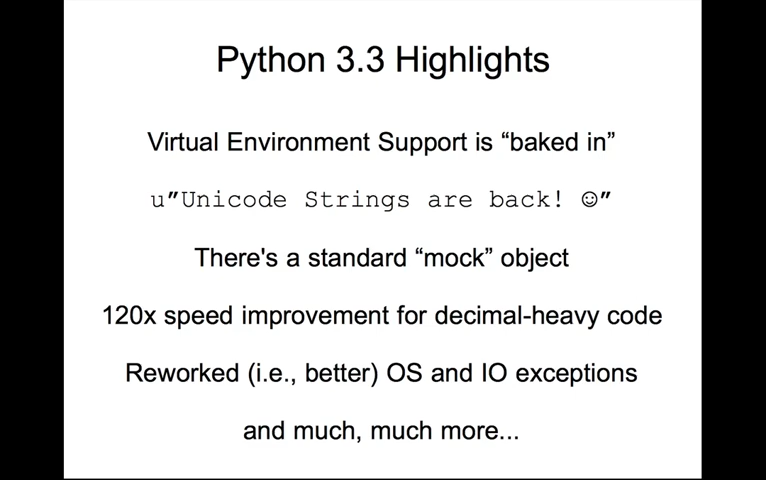 Python 3.3 Highlights
Virtual Environment Support is “baked in”
u”Unicode Strings are back! ☺”
There's a standard “mock” object
120x speed improvement for decimal-heavy code
Reworked (i.e., better) OS and IO exceptions
and much, much more...